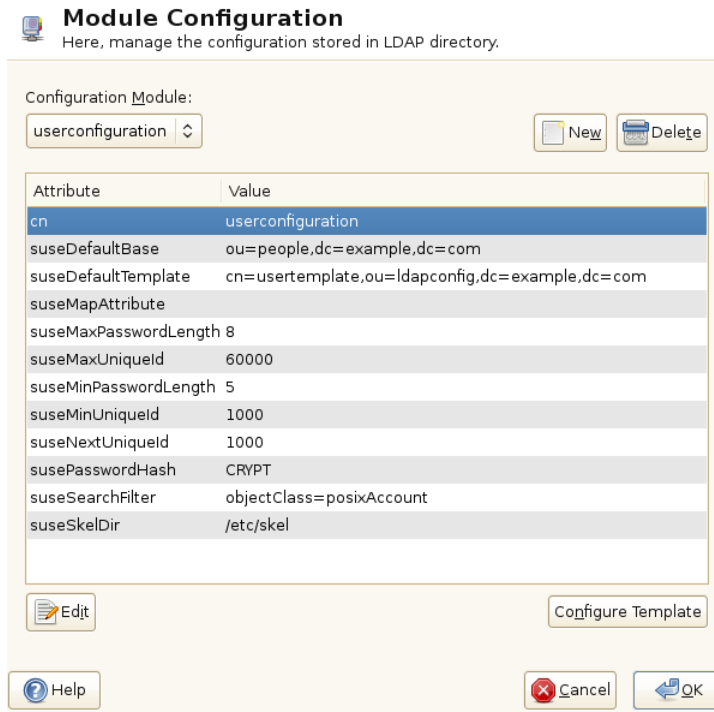 Module Configuration
Here, manage the configuration stored in LDAP directory.
Configuration Module:
userconfiguration
New
Delete
Attribute Value
cn userconfiguration
suseDefaultBase ou=people,dc=example,dc=com
suseDefaultTemplate cn=usertemplate,ou=ldapconfig,dc=example,dc=com
suseMapAttribute
suseMaxPasswordLength 8
suseMaxUniqueId 60000
suseMinPasswordLength 5
suseMinUniqueId 1000
suseNextUniqueId 1000
susePasswordHash CRYPT
suseSearchFilter objectClass=posixAccount
suseSkelDir /etc/skel
Edit
Configure Template
Help
Cancel
OK